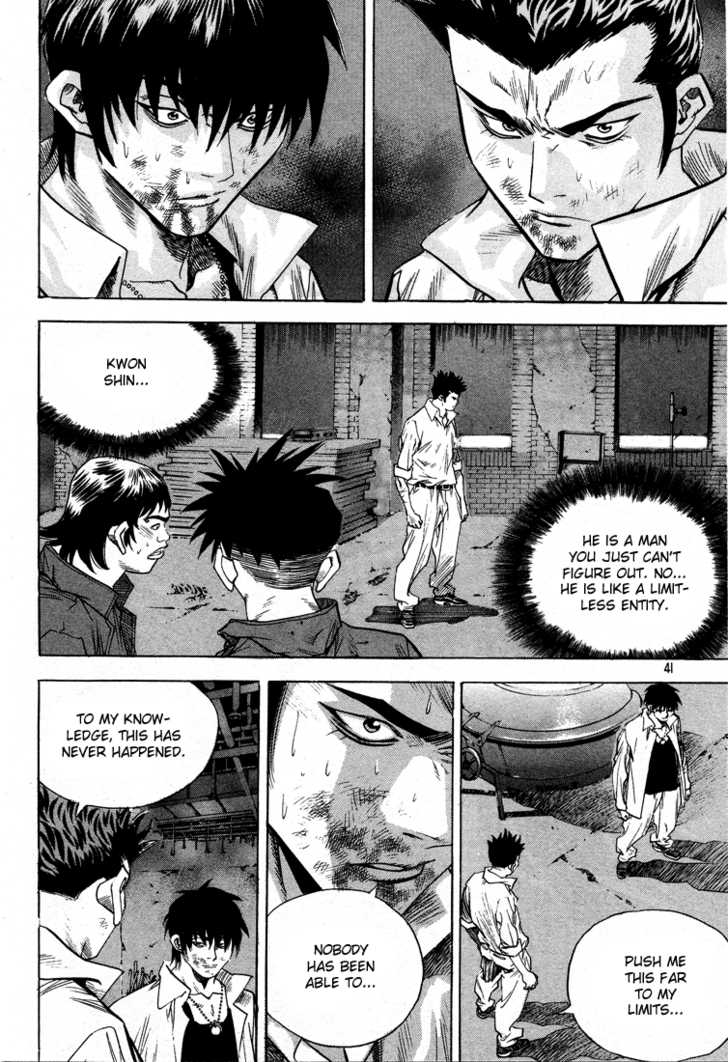 KWON
SHIN...
HE IS A MAN
YOU JUST CAN'T
FIGURE OUT. NO...
HE IS LIKE A LIMIT-
LESS ENTITY.
41
TO MY KNOW-
LEDGE, THIS HAS
NEVER HAPPENED.
NOBODY
HAS BEEN
ABLE TO...
PUSH ME
THIS FAR
TO MY
LIMITS...